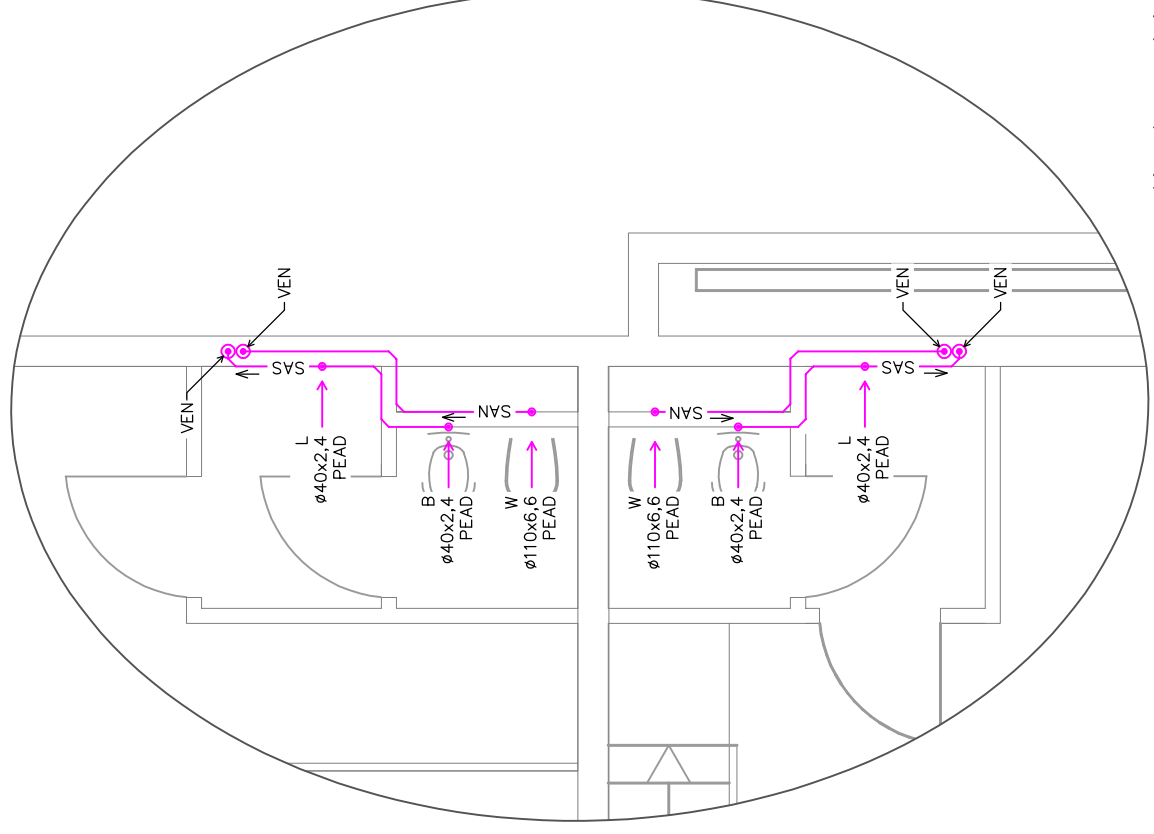 VEN
VEN
SAS
VEN
L
ø40x2,4
PEAD
SAN
B
ø40x2,4
PEAD
W
ø110x6,6
PEAD
SAN
W
ø110x6,6
PEAD
B
ø40x2,4
PEAD
VEN
VEN
SAS
L
ø40x2,4
PEAD